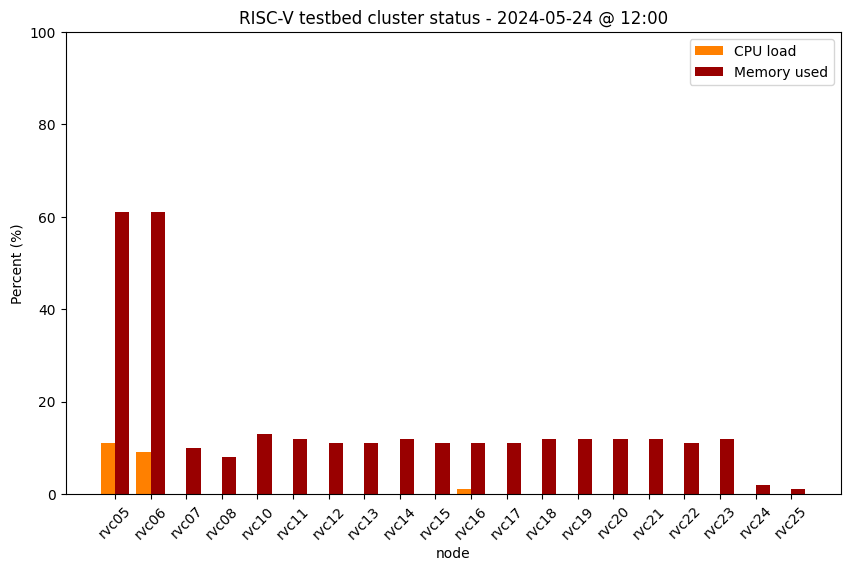 RISC-V testbed cluster status - 2024-05-24 @ 12:00
CPU load
Memory used
100
80
60
40
20
0
Percent (%)
rvc05
rvc06
rvc07
rvc08
rvc10
rvc11
rvc12
rvc13
rvc14
rvc15
rvc16
rvc17
rvc18
rvc19
rvc20
rvc21
rvc22
rvc23
rvc24
rvc25
node